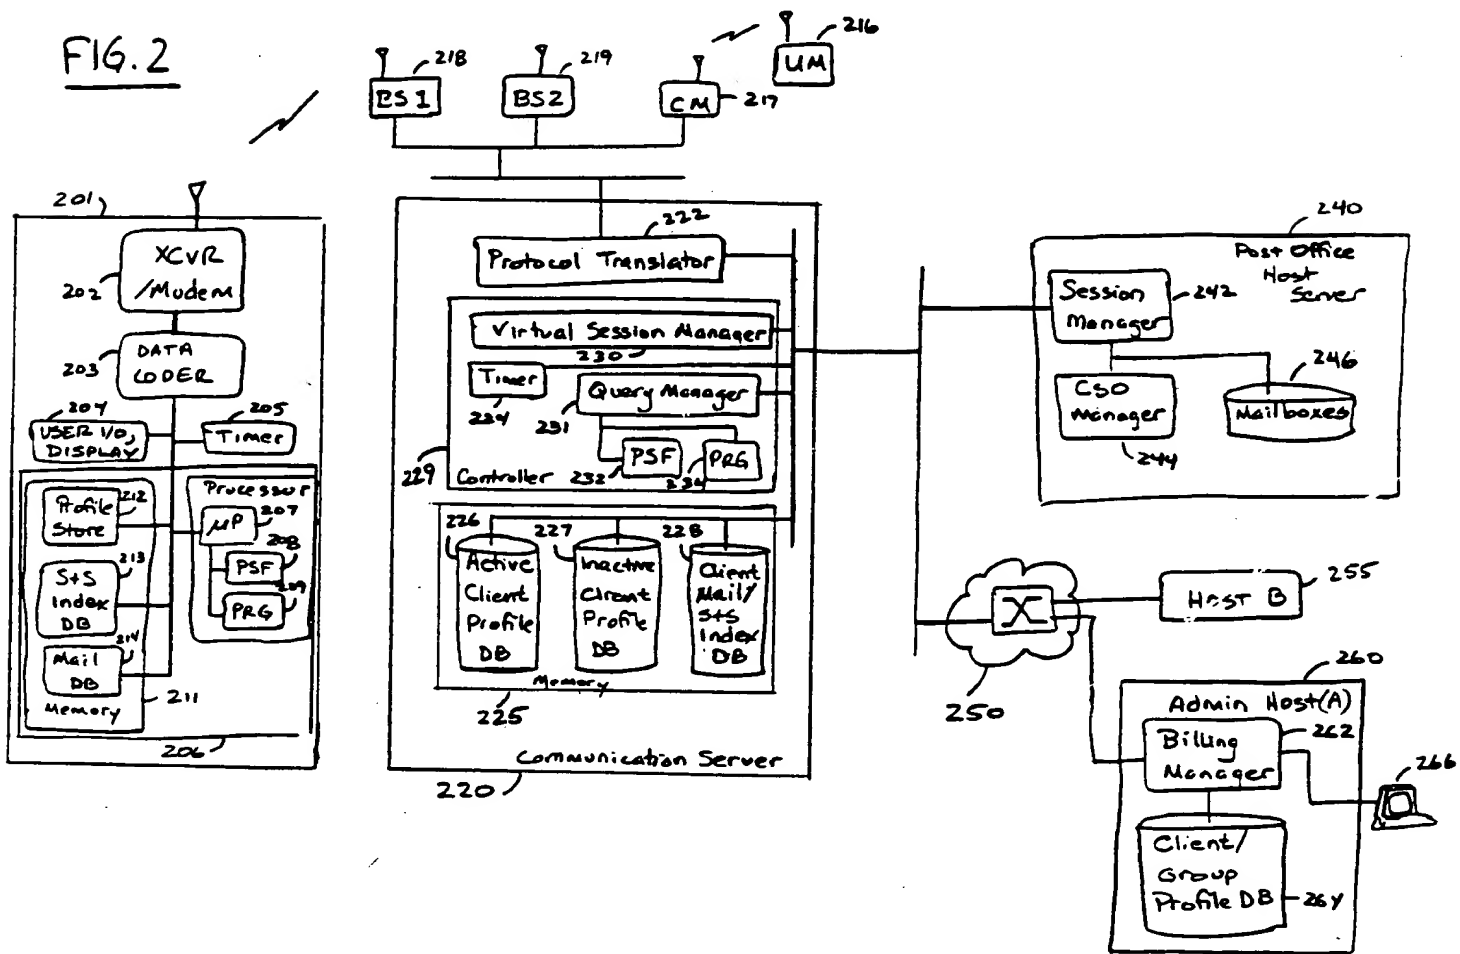 FIG. 2
218
BS1
219
BS2
CM
217
216
UM
201
XCVR
/Modem
202
DATA
CODER
203
204
USER I/O,
DISPLAY
205
Timer
Profile
Store
212
S+S
Index
DB
213
Mail
DB
214
211
Memory
Processor
μP
207
208
PSF
209
PRG
206
222
Protocol Translator
Virtual Session Manager
230
Timer
234
Query Manager
231
PSF
232
PRG
229
Controller
226
Active
Client
Profile
DB
227
Inactive
Client
Profile
DB
228
Client
Mail/
S+S
Index
DB
Memory
225
Communication Server
220
240
Post Office
Host
Server
Session
Manager
242
CSO
Manager
244
246
Mailboxes
250
Host B
255
260
Admin Host(A)
Billing
Manager
262
266
Client/
Group
Profile DB
264